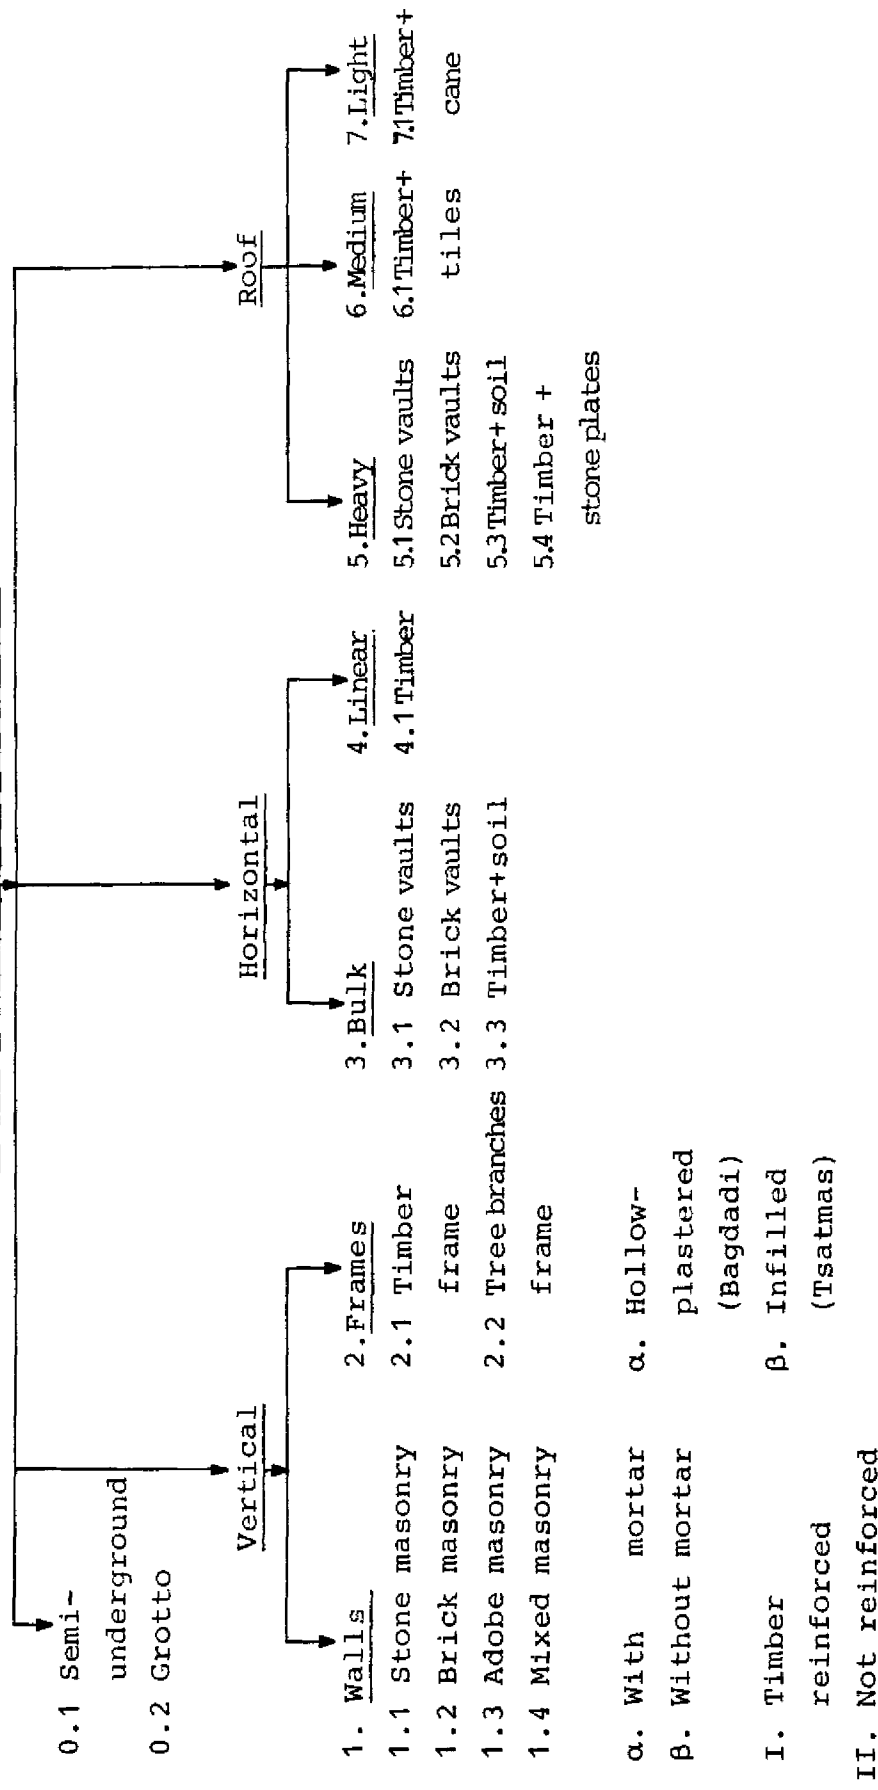 0.1 Semi-
underground
0.2 Grotto
Vertical
1. Walls
1.1 Stone masonry
1.2 Brick masonry
1.3 Adobe masonry
1.4 Mixed masonry
α. With mortar
β. Without mortar
I. Timber
reinforced
II. Not reinforced
2.Frames
2.1 Timber
frame
2.2 Tree branches
frame
α. Hollow-
plastered
(Bagdadi)
β. Infilled
(Tsatmas)
Horizontal
3.Bulk
3.1 Stone vaults
3.2 Brick vaults
3.3 Timber+soil
4.Linear
4.1 Timber
Roof
5.Heavy
5.1 Stone vaults
5.2 Brick vaults
5.3 Timber+soil
5.4 Timber +
stone plates
6.Medium
6.1 Timber+
tiles
7.Light
7.1 Timber+
cane